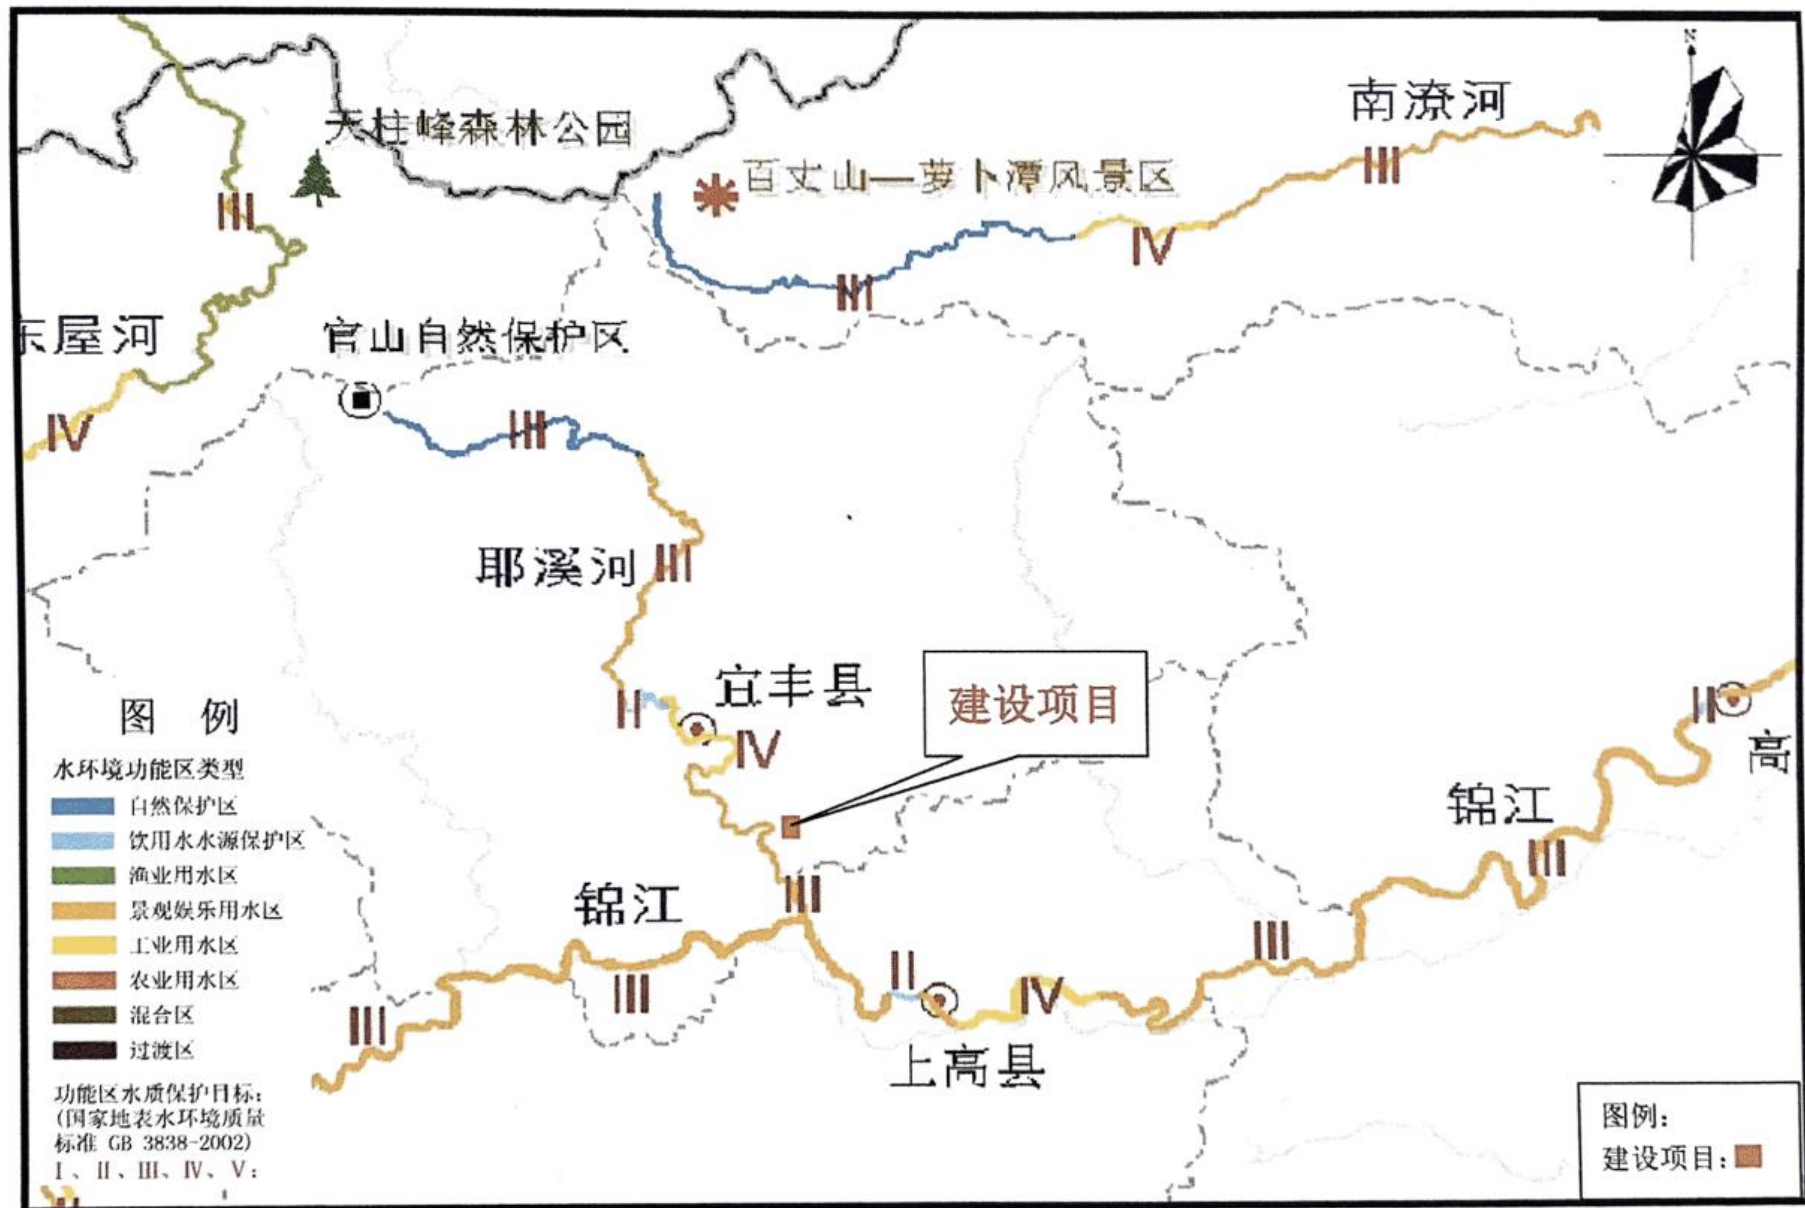 N
南潦河
天柱峰森林公园
百丈山—萝卜潭风景区
III
III
IV
III
东屋河
官山自然保护区
IV
III
耶溪河
III
宜丰县
建设项目
II
IV
II
高
锦江
III
图 例
水环境功能区类型
自然保护区
饮用水水源保护区
渔业用水区
景观娱乐用水区
工业用水区
农业用水区
混合区
过渡区
锦江
III
III
III
III
II
IV
上高县
功能区水质保护目标:
(国家地表水环境质量
标准 GB 3838-2002)
I、II、III、IV、V:
图例:
建设项目: